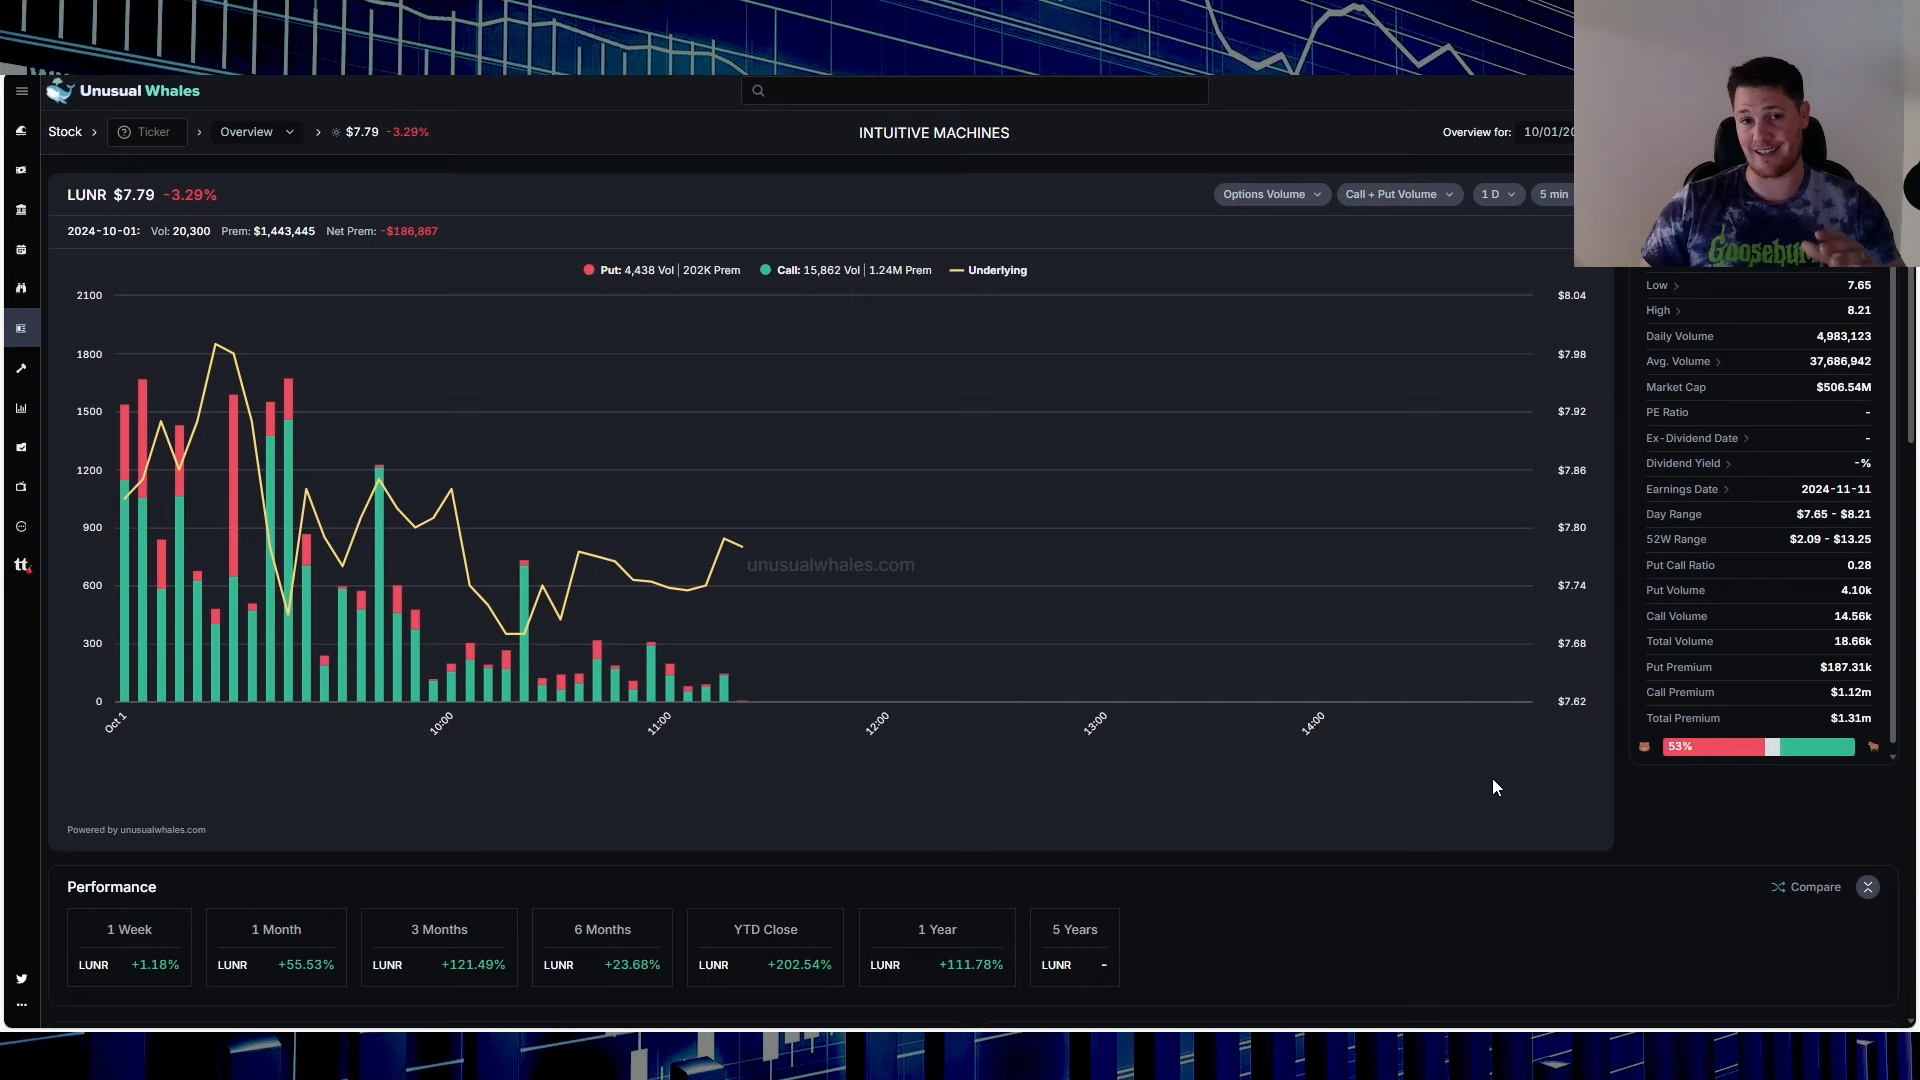 Unusual Whales
Stock > Ticker > Overview > $7.79 -3.29%
INTUITIVE MACHINES
Overview for: 10/01/20
LUNR $7.79 -3.29%
Options Volume
Call + Put Volume
1 D
5 min
2024-10-01: Vol: 20,300 Prem: $1,443,445 Net Prem: -$186,867
Put: 4,438 Vol | 202K Prem
Call: 15,862 Vol | 1.24M Prem
Underlying
2100
1800
1500
1200
900
600
300
0
$8.04
$7.98
$7.92
$7.86
$7.80
$7.74
$7.68
$7.62
unusualwhales.com
Oct 1
10:00
11:00
12:00
13:00
14:00
Powered by unusualwhales.com
Low > 7.65
High > 8.21
Daily Volume 4,983,123
Avg. Volume > 37,686,942
Market Cap $506.54M
PE Ratio -
Ex-Dividend Date > -
Dividend Yield > -%
Earnings Date > 2024-11-11
Day Range $7.65 - $8.21
52W Range $2.09 - $13.25
Put Call Ratio 0.28
Put Volume 4.10k
Call Volume 14.56k
Total Volume 18.66k
Put Premium $187.31k
Call Premium $1.12m
Total Premium $1.31m
53%
tt
Performance
Compare
1 Week
LUNR +1.18%
1 Month
LUNR +55.53%
3 Months
LUNR +121.49%
6 Months
LUNR +23.68%
YTD Close
LUNR +202.54%
1 Year
LUNR +111.78%
5 Years
LUNR -